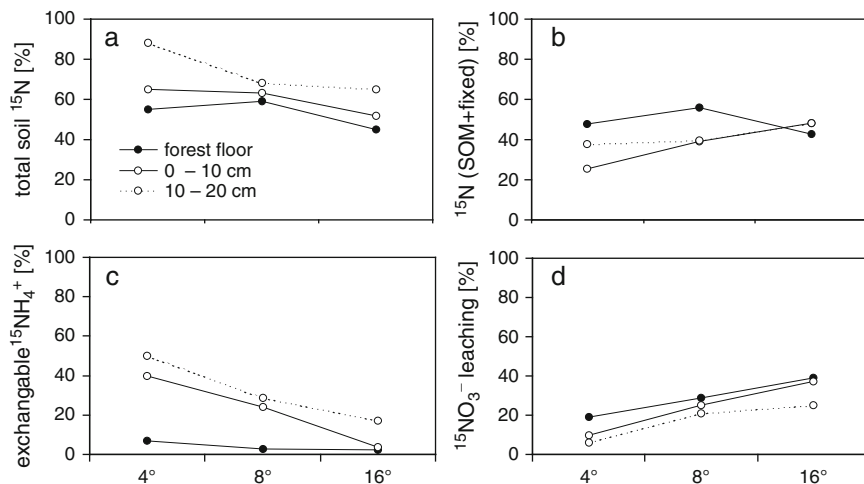 a
total soil ¹⁵N [%]
100
80
60
40
20
0
forest floor
0 – 10 cm
10 – 20 cm
b
¹⁵N (SOM+fixed) [%]
100
80
60
40
20
0
c
exchangable¹⁵NH₄⁺ [%]
100
80
60
40
20
0
4° 8° 16°
d
¹⁵NO₃⁻ leaching [%]
100
80
60
40
20
0
4° 8° 16°